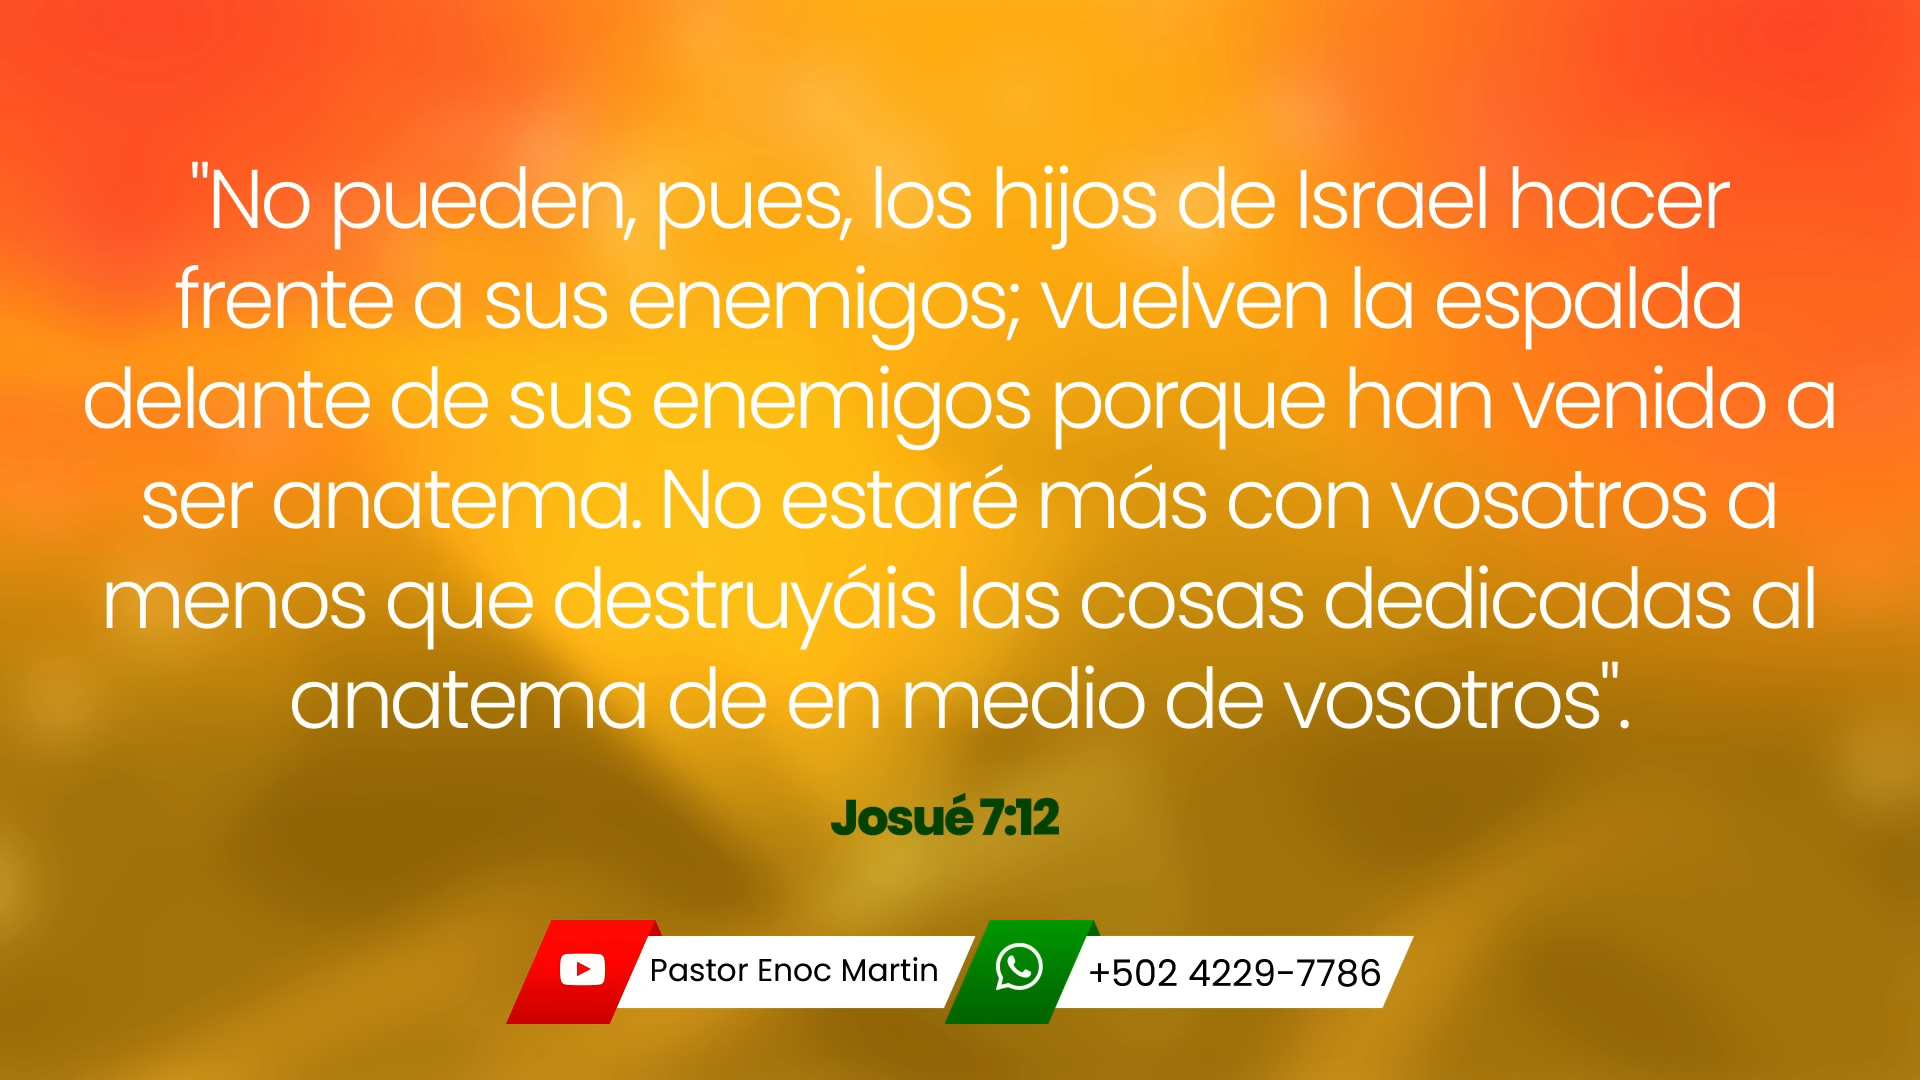 "No pueden, pues, los hijos de Israel hacer
frente a sus enemigos; vuelven la espalda
delante de sus enemigos porque han venido a
ser anatema. No estaré más con vosotros a
menos que destruyáis las cosas dedicadas al
anatema de en medio de vosotros".
Josué 7:12
Pastor Enoc Martin
+502 4229-7786